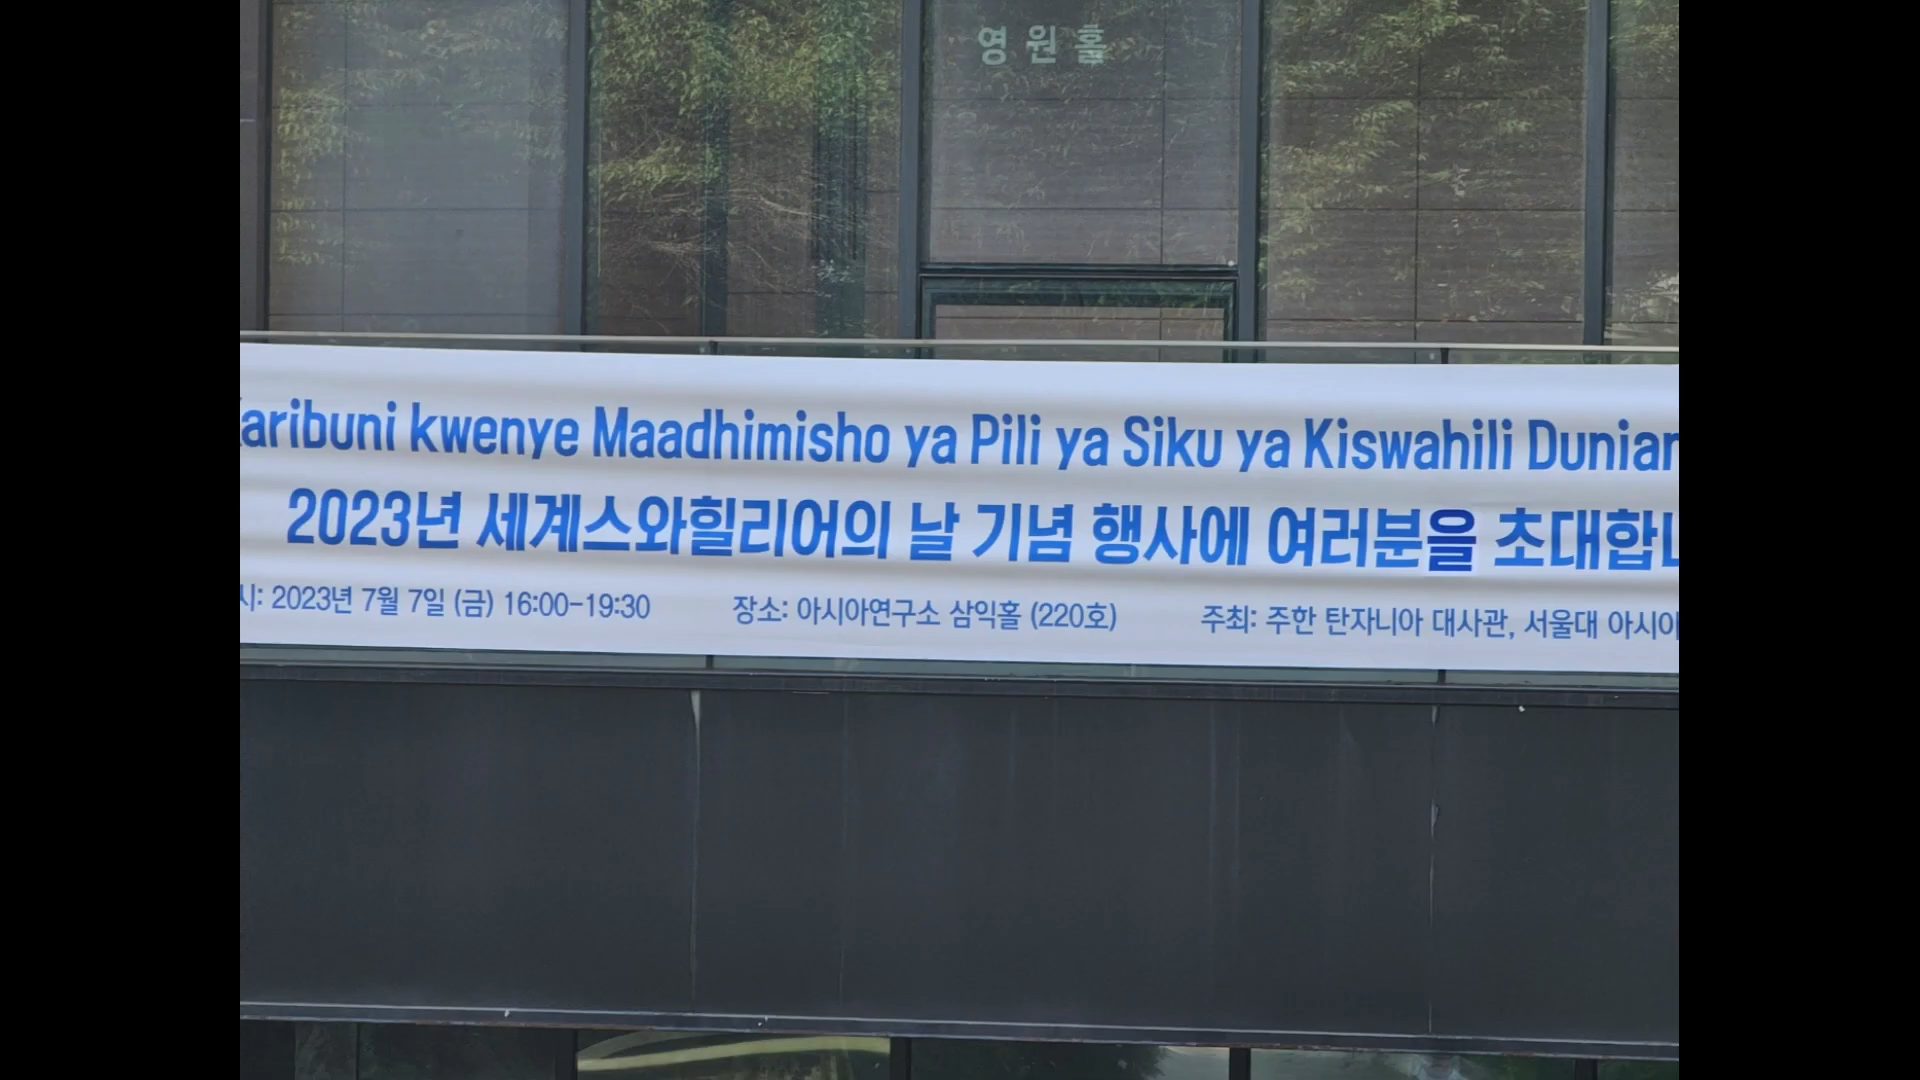 영원홀
aribuni kwenye Maadhimisho ya Pili ya Siku ya Kiswahili Dunian
2023년 세계스와힐리어의 날 기념 행사에 여러분을 초대합니
시: 2023년 7월 7일 (금) 16:00-19:30 장소: 아시아연구소 삼익홀 (220호) 주최: 주한 탄자니아 대사관, 서울대 아시아